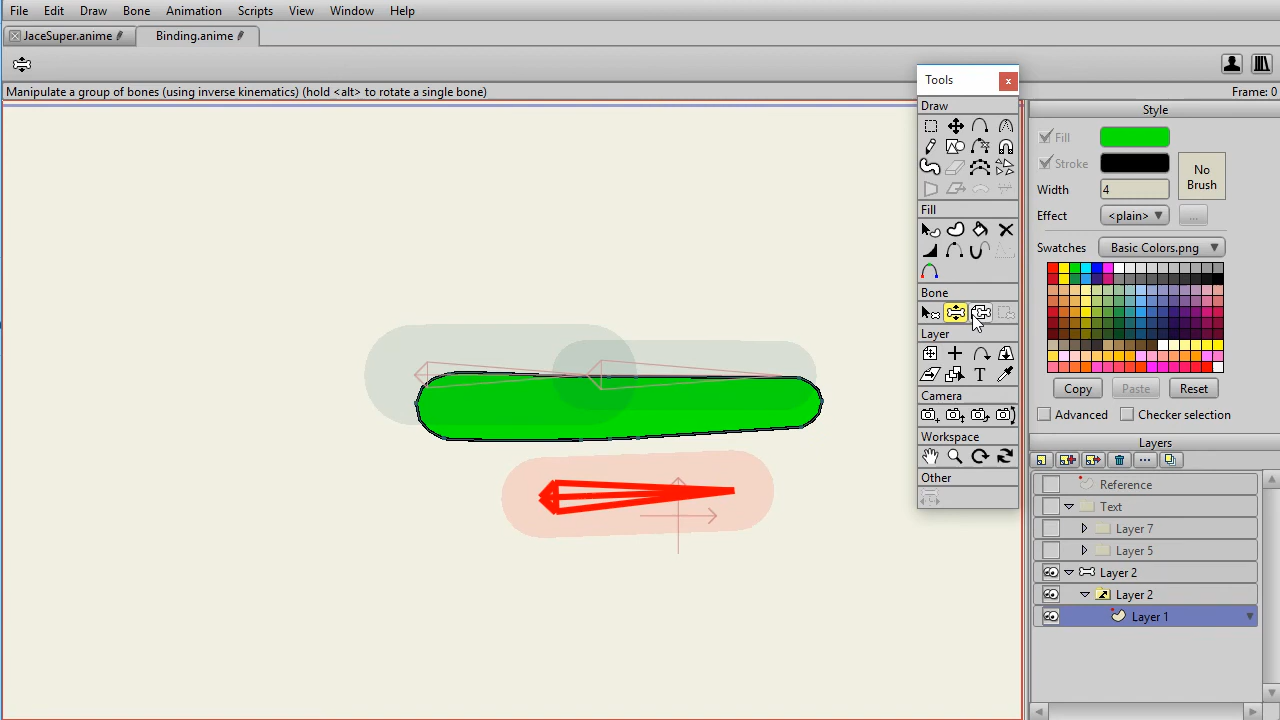 File Edit Draw Bone Animation Scripts View Window Help
JaceSuper.anime Binding.anime
Manipulate a group of bones (using inverse kinematics) (hold <alt> to rotate a single bone)
Frame: 0
Tools x
Draw
Fill
Bone
Layer
T
Camera
Workspace
Other
Style
Fill
Stroke
No Brush
Width 4
Effect <plain> ...
Swatches Basic Colors.png
Copy Paste Reset
Advanced Checker selection
Layers
Reference
Text
Layer 7
Layer 5
Layer 2
Layer 2
Layer 1